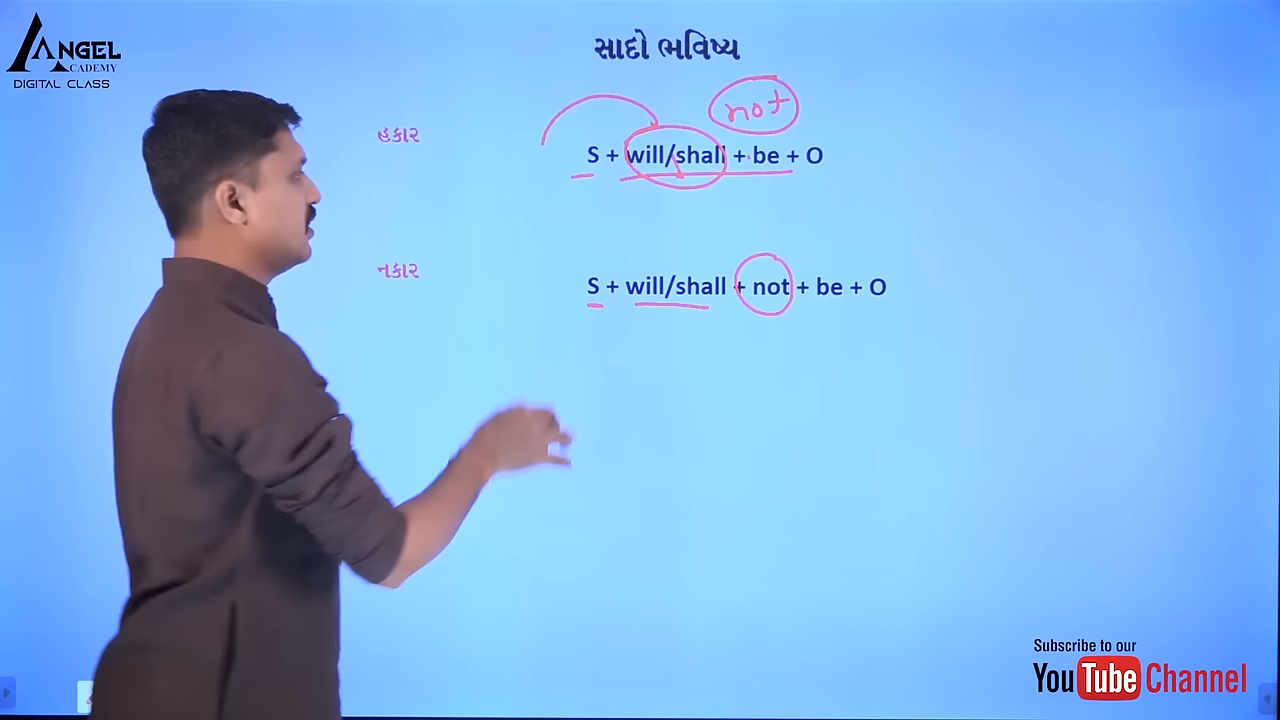 ANGEL
ACADEMY
DIGITAL CLASS
સાદો ભવિષ્ય
not
હકાર
S + will/shall + be + O
નકાર
S + will/shall + not + be + O
Subscribe to our
YouTube Channel